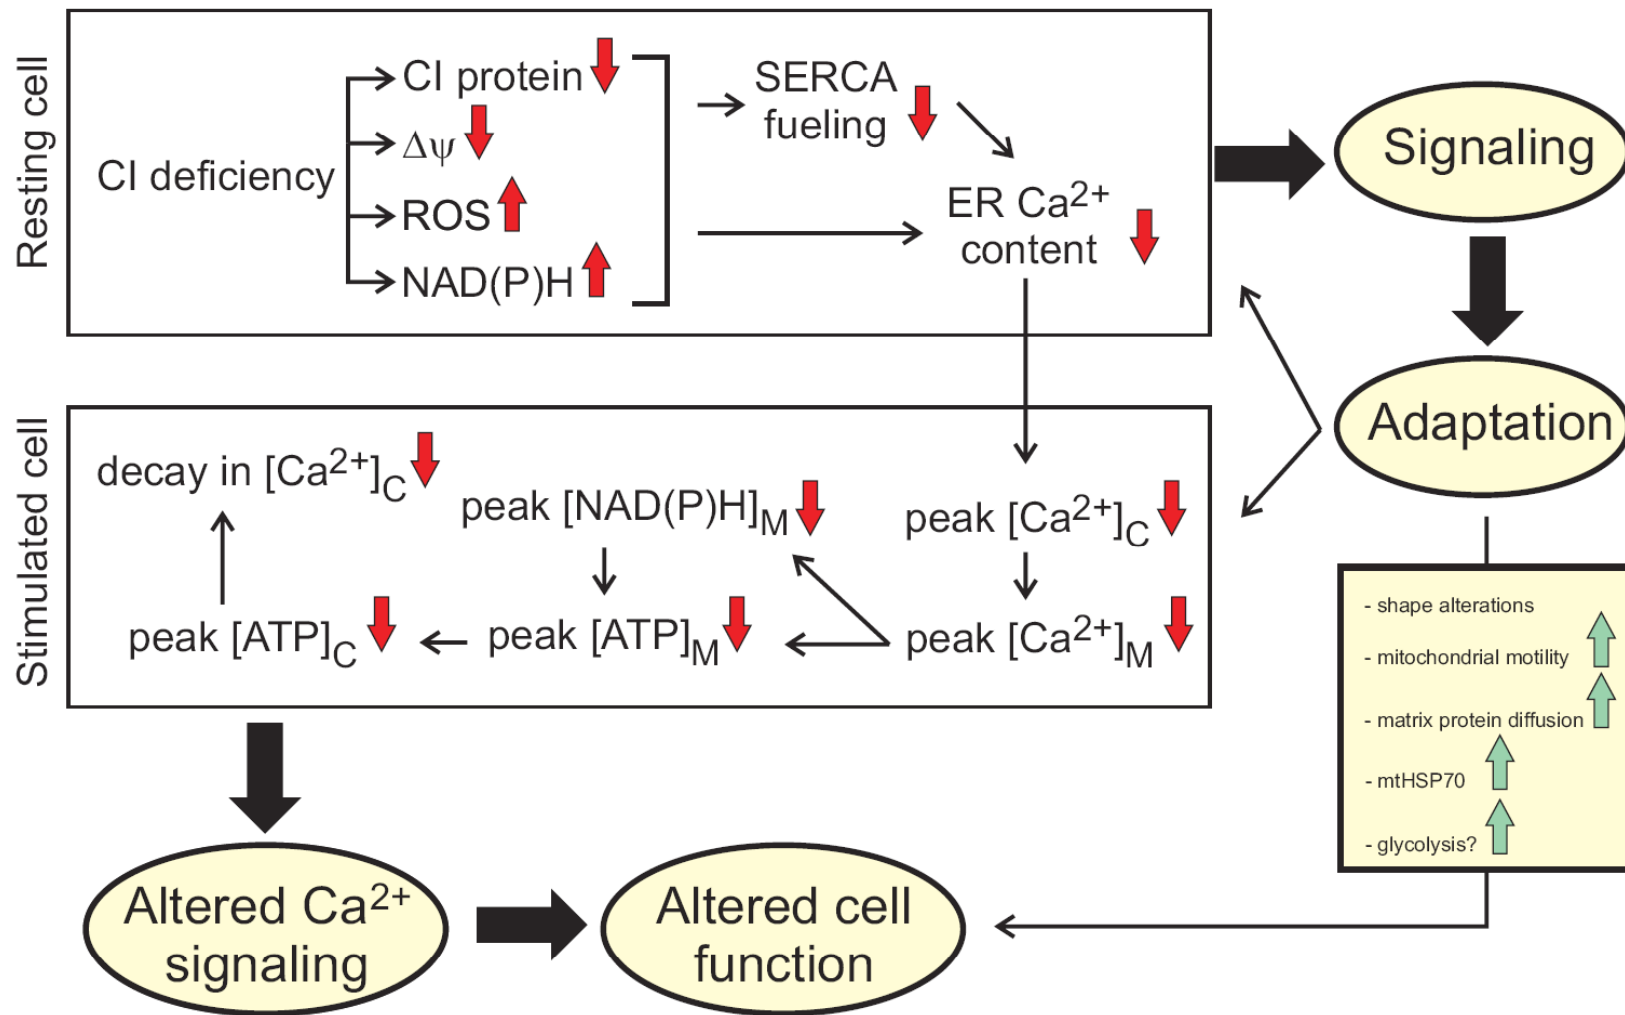 Resting cell
CI deficiency
CI protein
Δψ
ROS
NAD(P)H
SERCA
fueling
ER Ca²⁺
content
Signaling
Adaptation
Stimulated cell
decay in [Ca²⁺]C
peak [NAD(P)H]M
peak [Ca²⁺]C
peak [ATP]C
peak [ATP]M
peak [Ca²⁺]M
- shape alterations
- mitochondrial motility
- matrix protein diffusion
- mtHSP70
- glycolysis?
Altered Ca²⁺
signaling
Altered cell
function